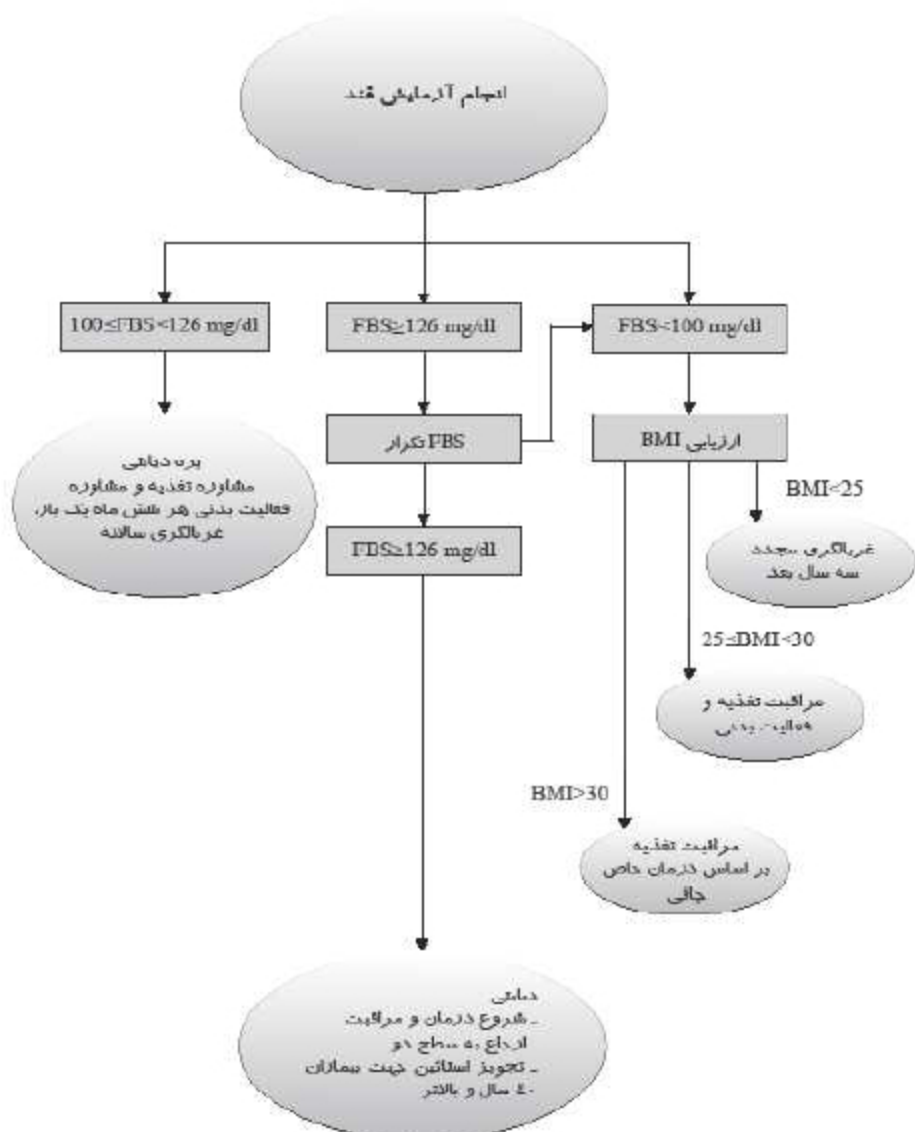 انجام آزمایش قند
100≤FBS<126 mg/dl
FBS≥126 mg/dl
FBS<100 mg/dl
تکرار FBS
ارزیابی BMI
پره دیابتی
مشاوره تغذیه و مشاوره
فعالیت بدنی هر شش ماه یک بار،
غربالگری سالانه
FBS≥126 mg/dl
BMI<25
غربالگری مجدد
سه سال بعد
25≤BMI<30
مراقبت تغذیه و
فعالیت بدنی
BMI>30
مراقبت تغذیه
بر اساس درمان خاص
چاقی
دیابتی
ـ شروع درمان و مراقبت
ارجاع به سطح دو
ـ تجویز استاتین جهت بیماران
٤٠ سال و بالاتر